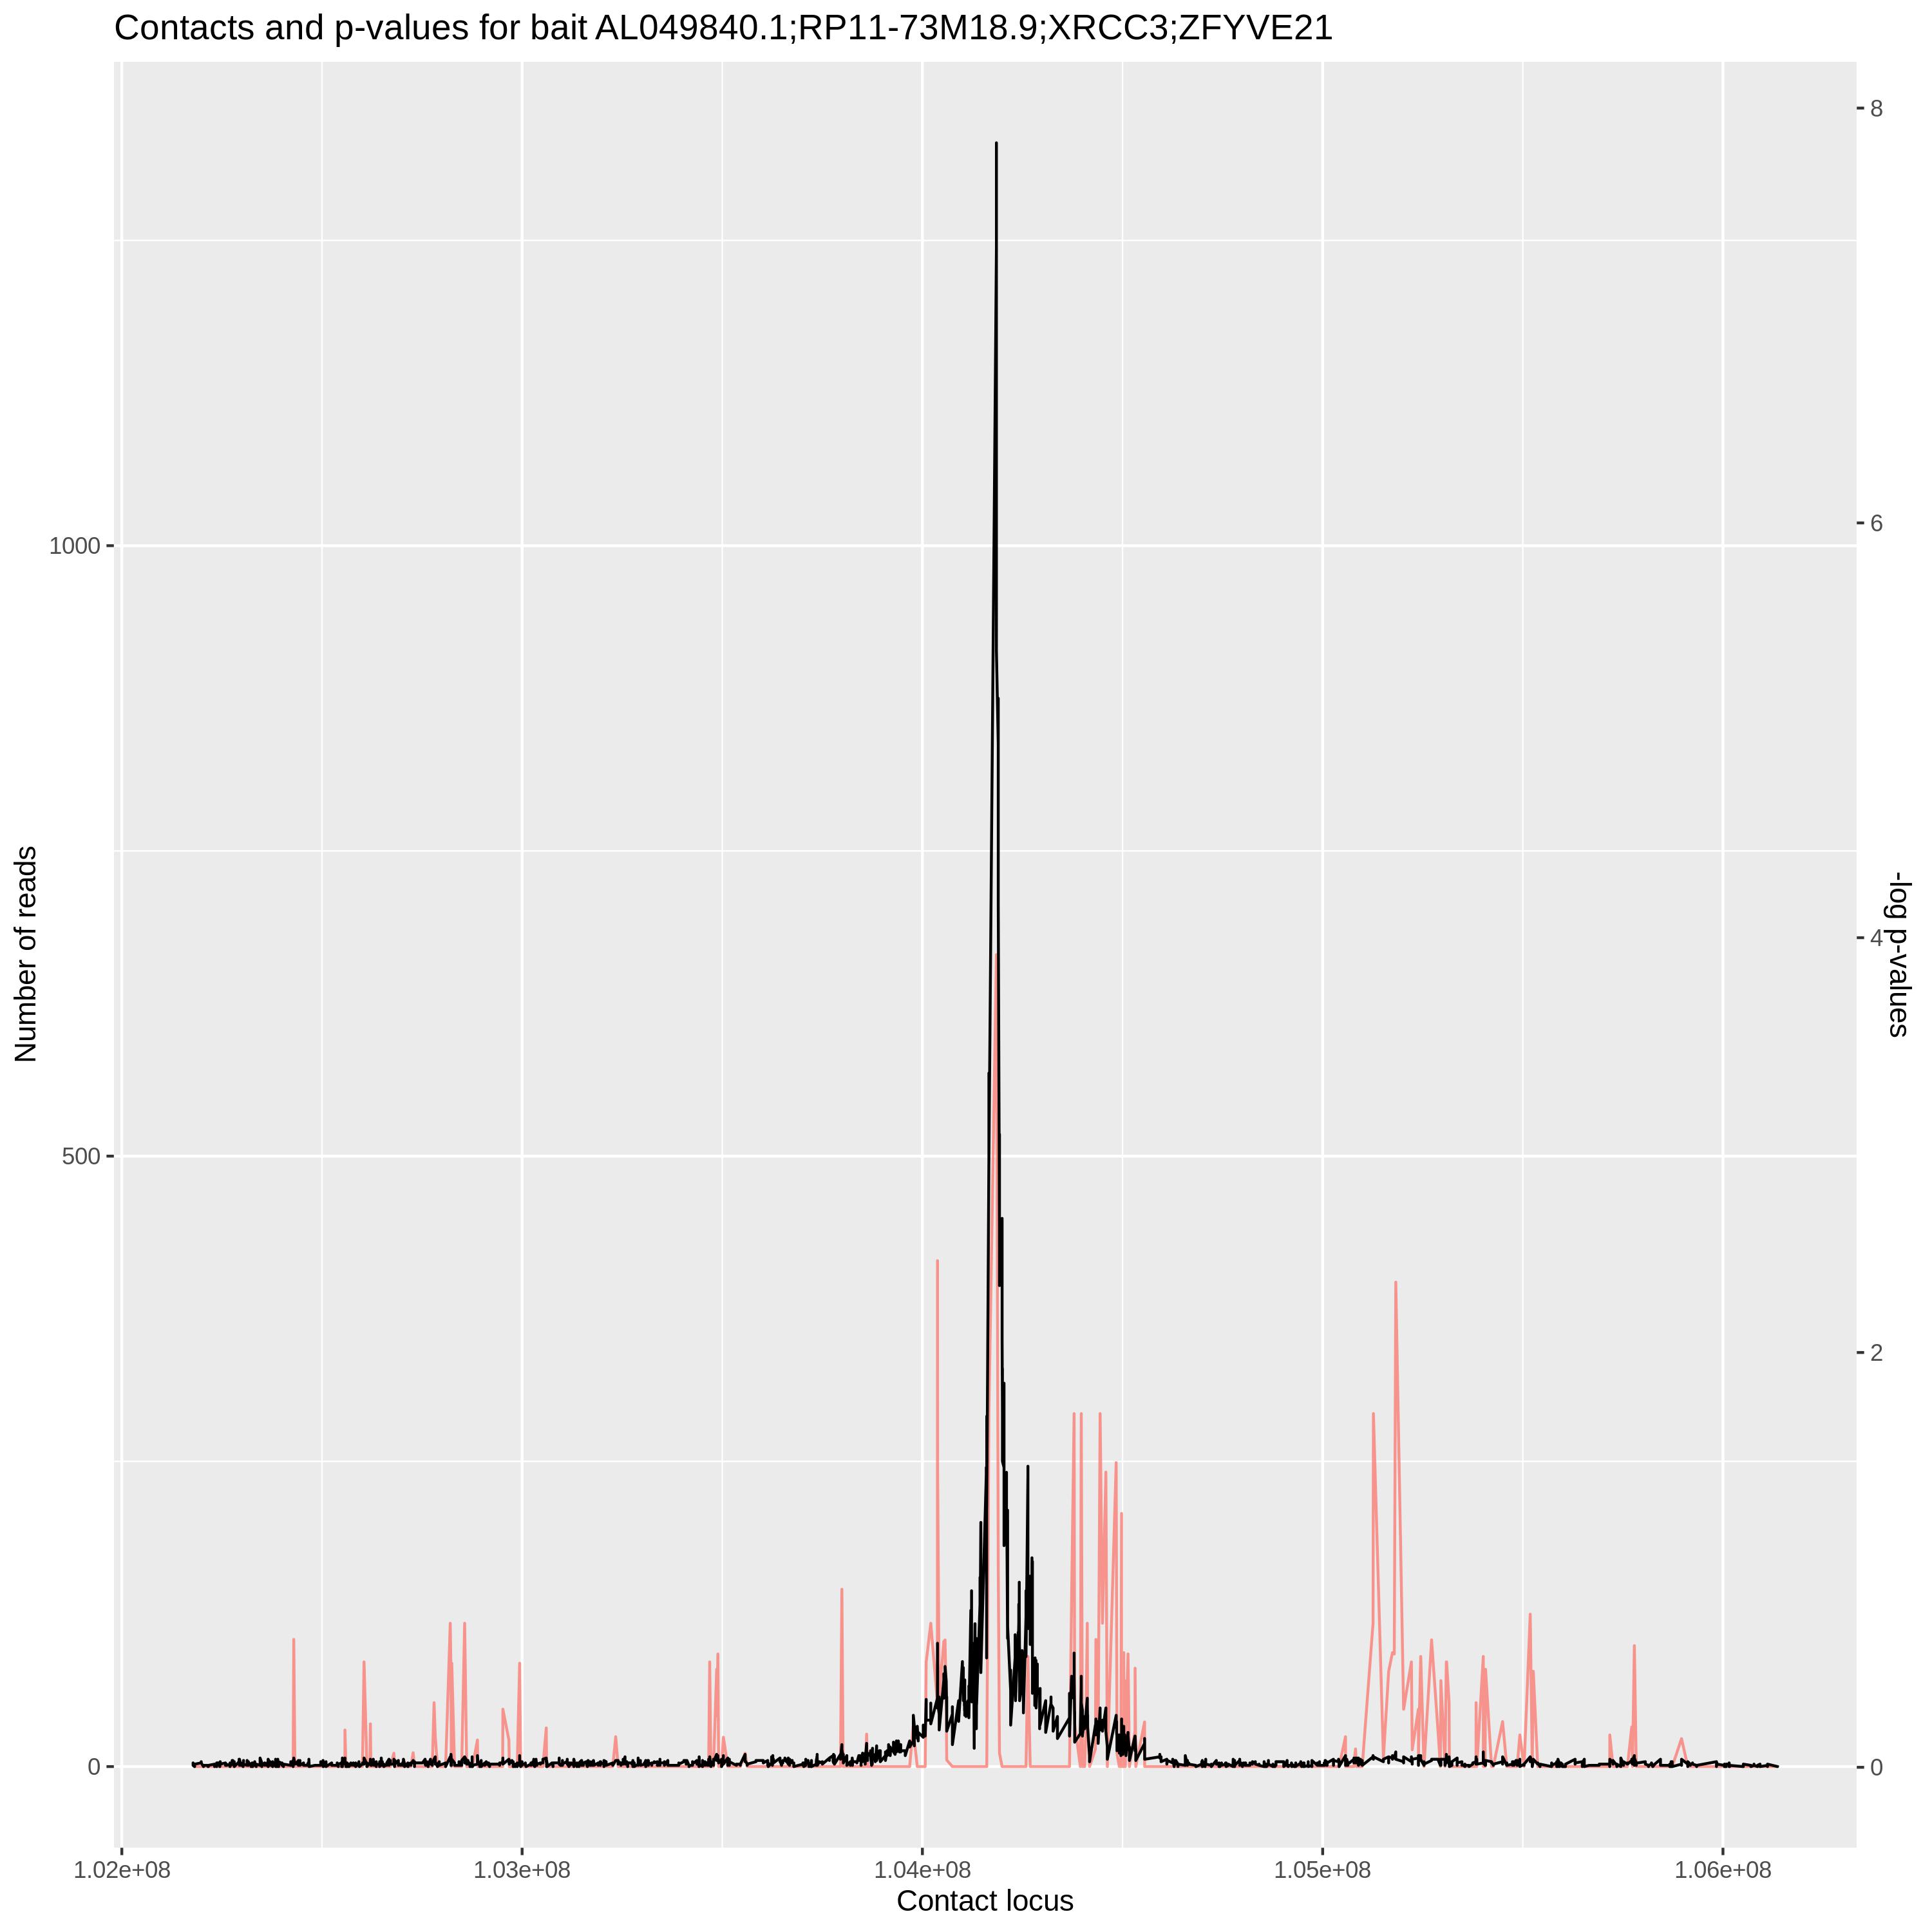 Contacts and p-values for bait AL049840.1;RP11-73M18.9;XRCC3;ZFYVE21
Number of reads
1000
500
0
8
6
4
2
0
-log p-values
1.02e+08
1.03e+08
1.04e+08
1.05e+08
1.06e+08
Contact locus